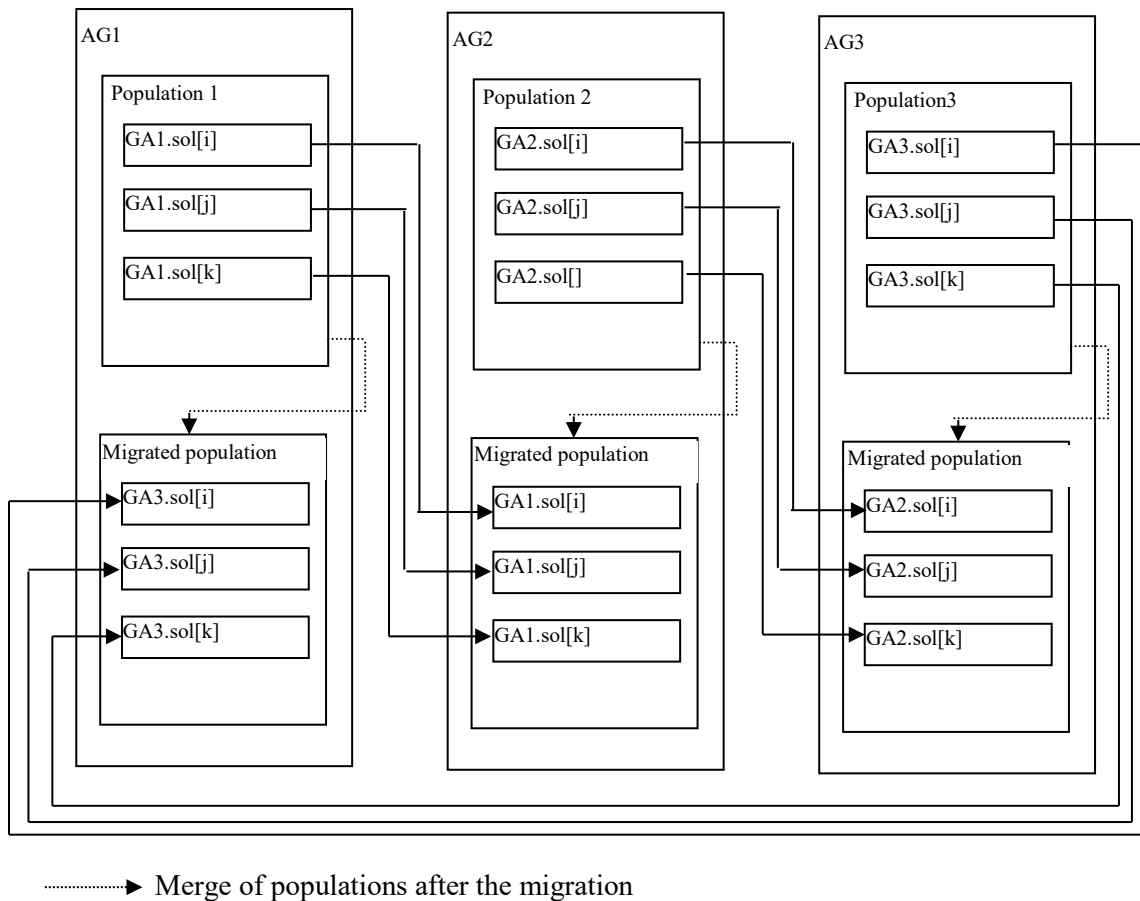 AG1
Population 1
GA1.sol[i]
GA1.sol[j]
GA1.sol[k]
Migrated population
GA3.sol[i]
GA3.sol[j]
GA3.sol[k]
AG2
Population 2
GA2.sol[i]
GA2.sol[j]
GA2.sol[]
Migrated population
GA1.sol[i]
GA1.sol[j]
GA1.sol[k]
AG3
Population3
GA3.sol[i]
GA3.sol[j]
GA3.sol[k]
Migrated population
GA2.sol[i]
GA2.sol[j]
GA2.sol[k]
Merge of populations after the migration